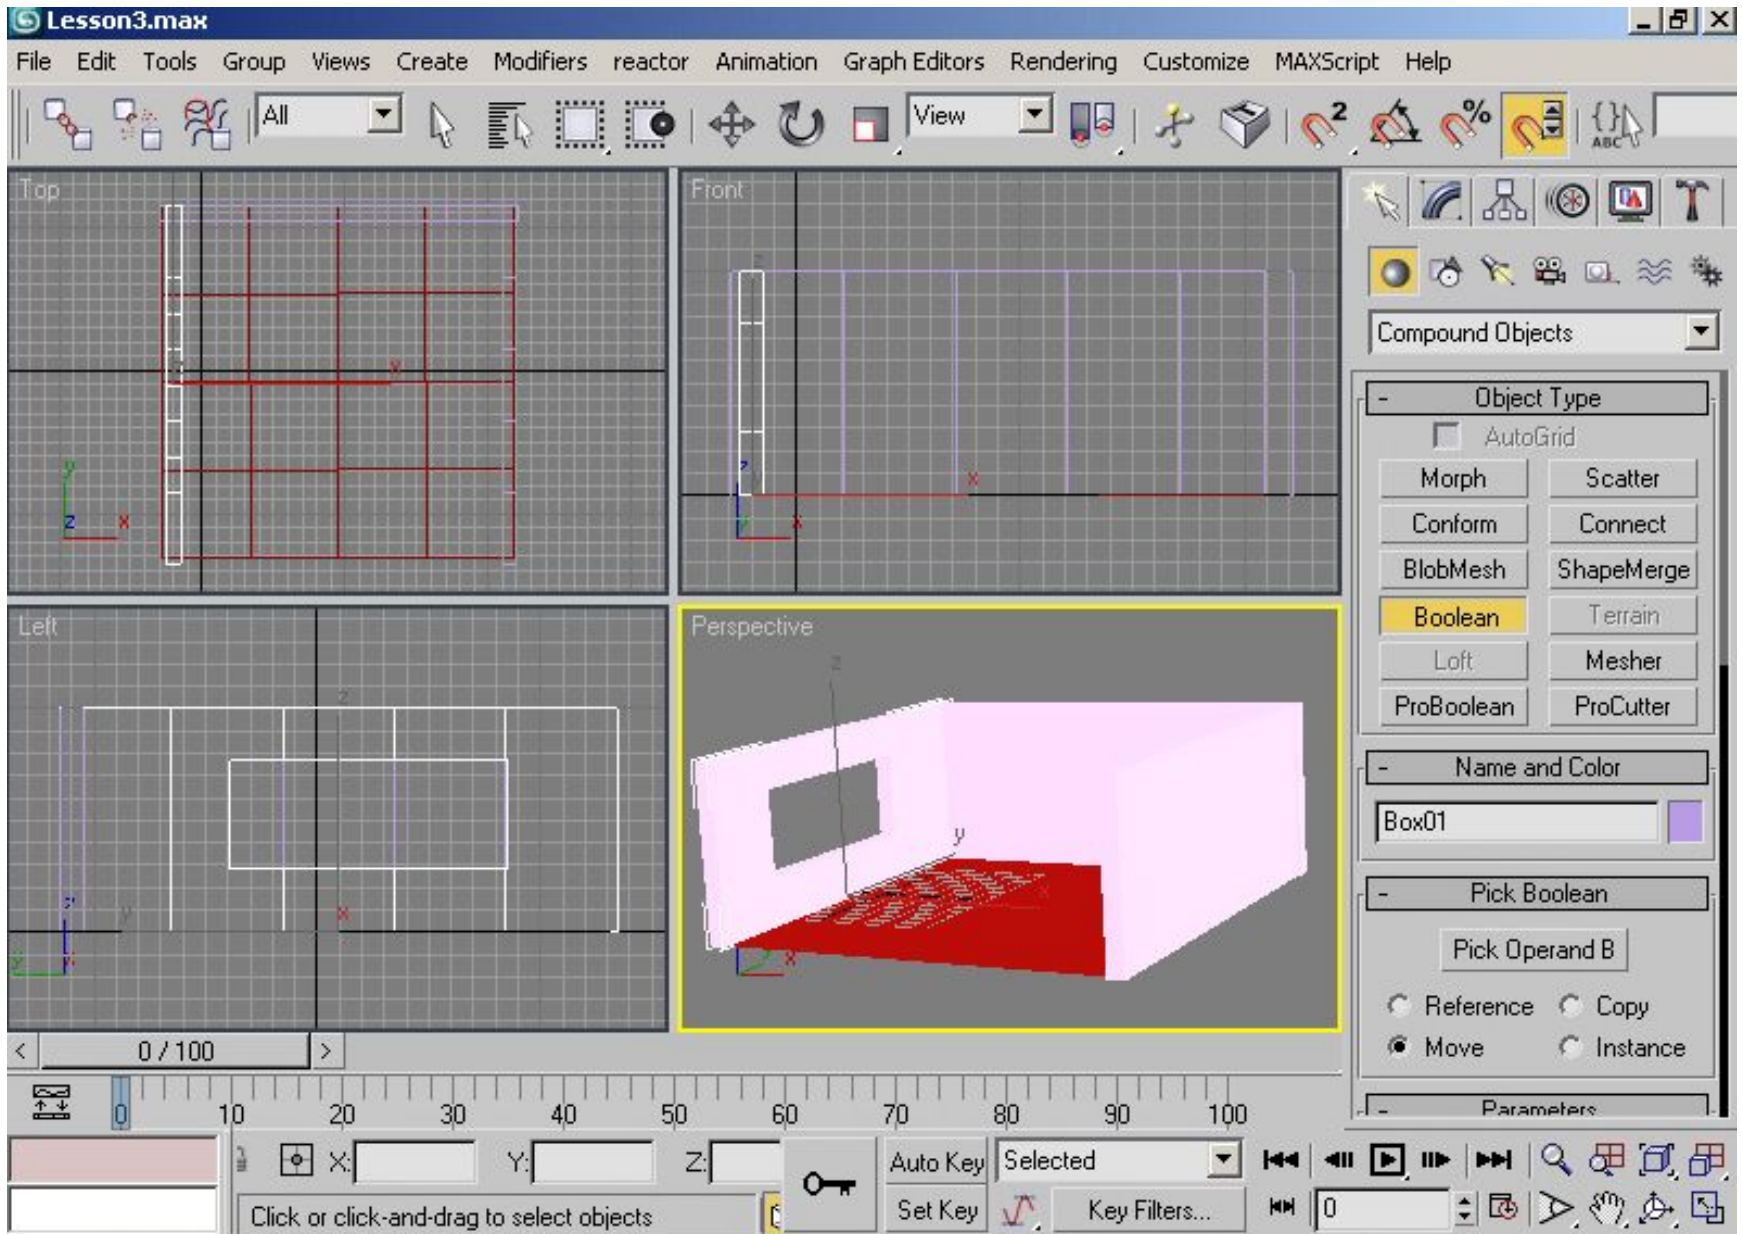 Lesson3.max
File Edit Tools Group Views Create Modifiers reactor Animation Graph Editors Rendering Customize MAXScript Help
All
View
2
%
{}
ABC
Top
Front
Compound Objects
- Object Type
AutoGrid
Morph Scatter
Conform Connect
BlobMesh ShapeMerge
Boolean Terrain
Loft Mesher
ProBoolean ProCutter
Left
Perspective
- Name and Color
Box01
- Pick Boolean
Pick Operand B
Reference Copy
Move Instance
- Parameters
< 0 / 100 >
0 10 20 30 40 50 60 70 80 90 100
X: Y: Z:
Auto Key Selected
Click or click-and-drag to select objects
Set Key Key Filters... 0